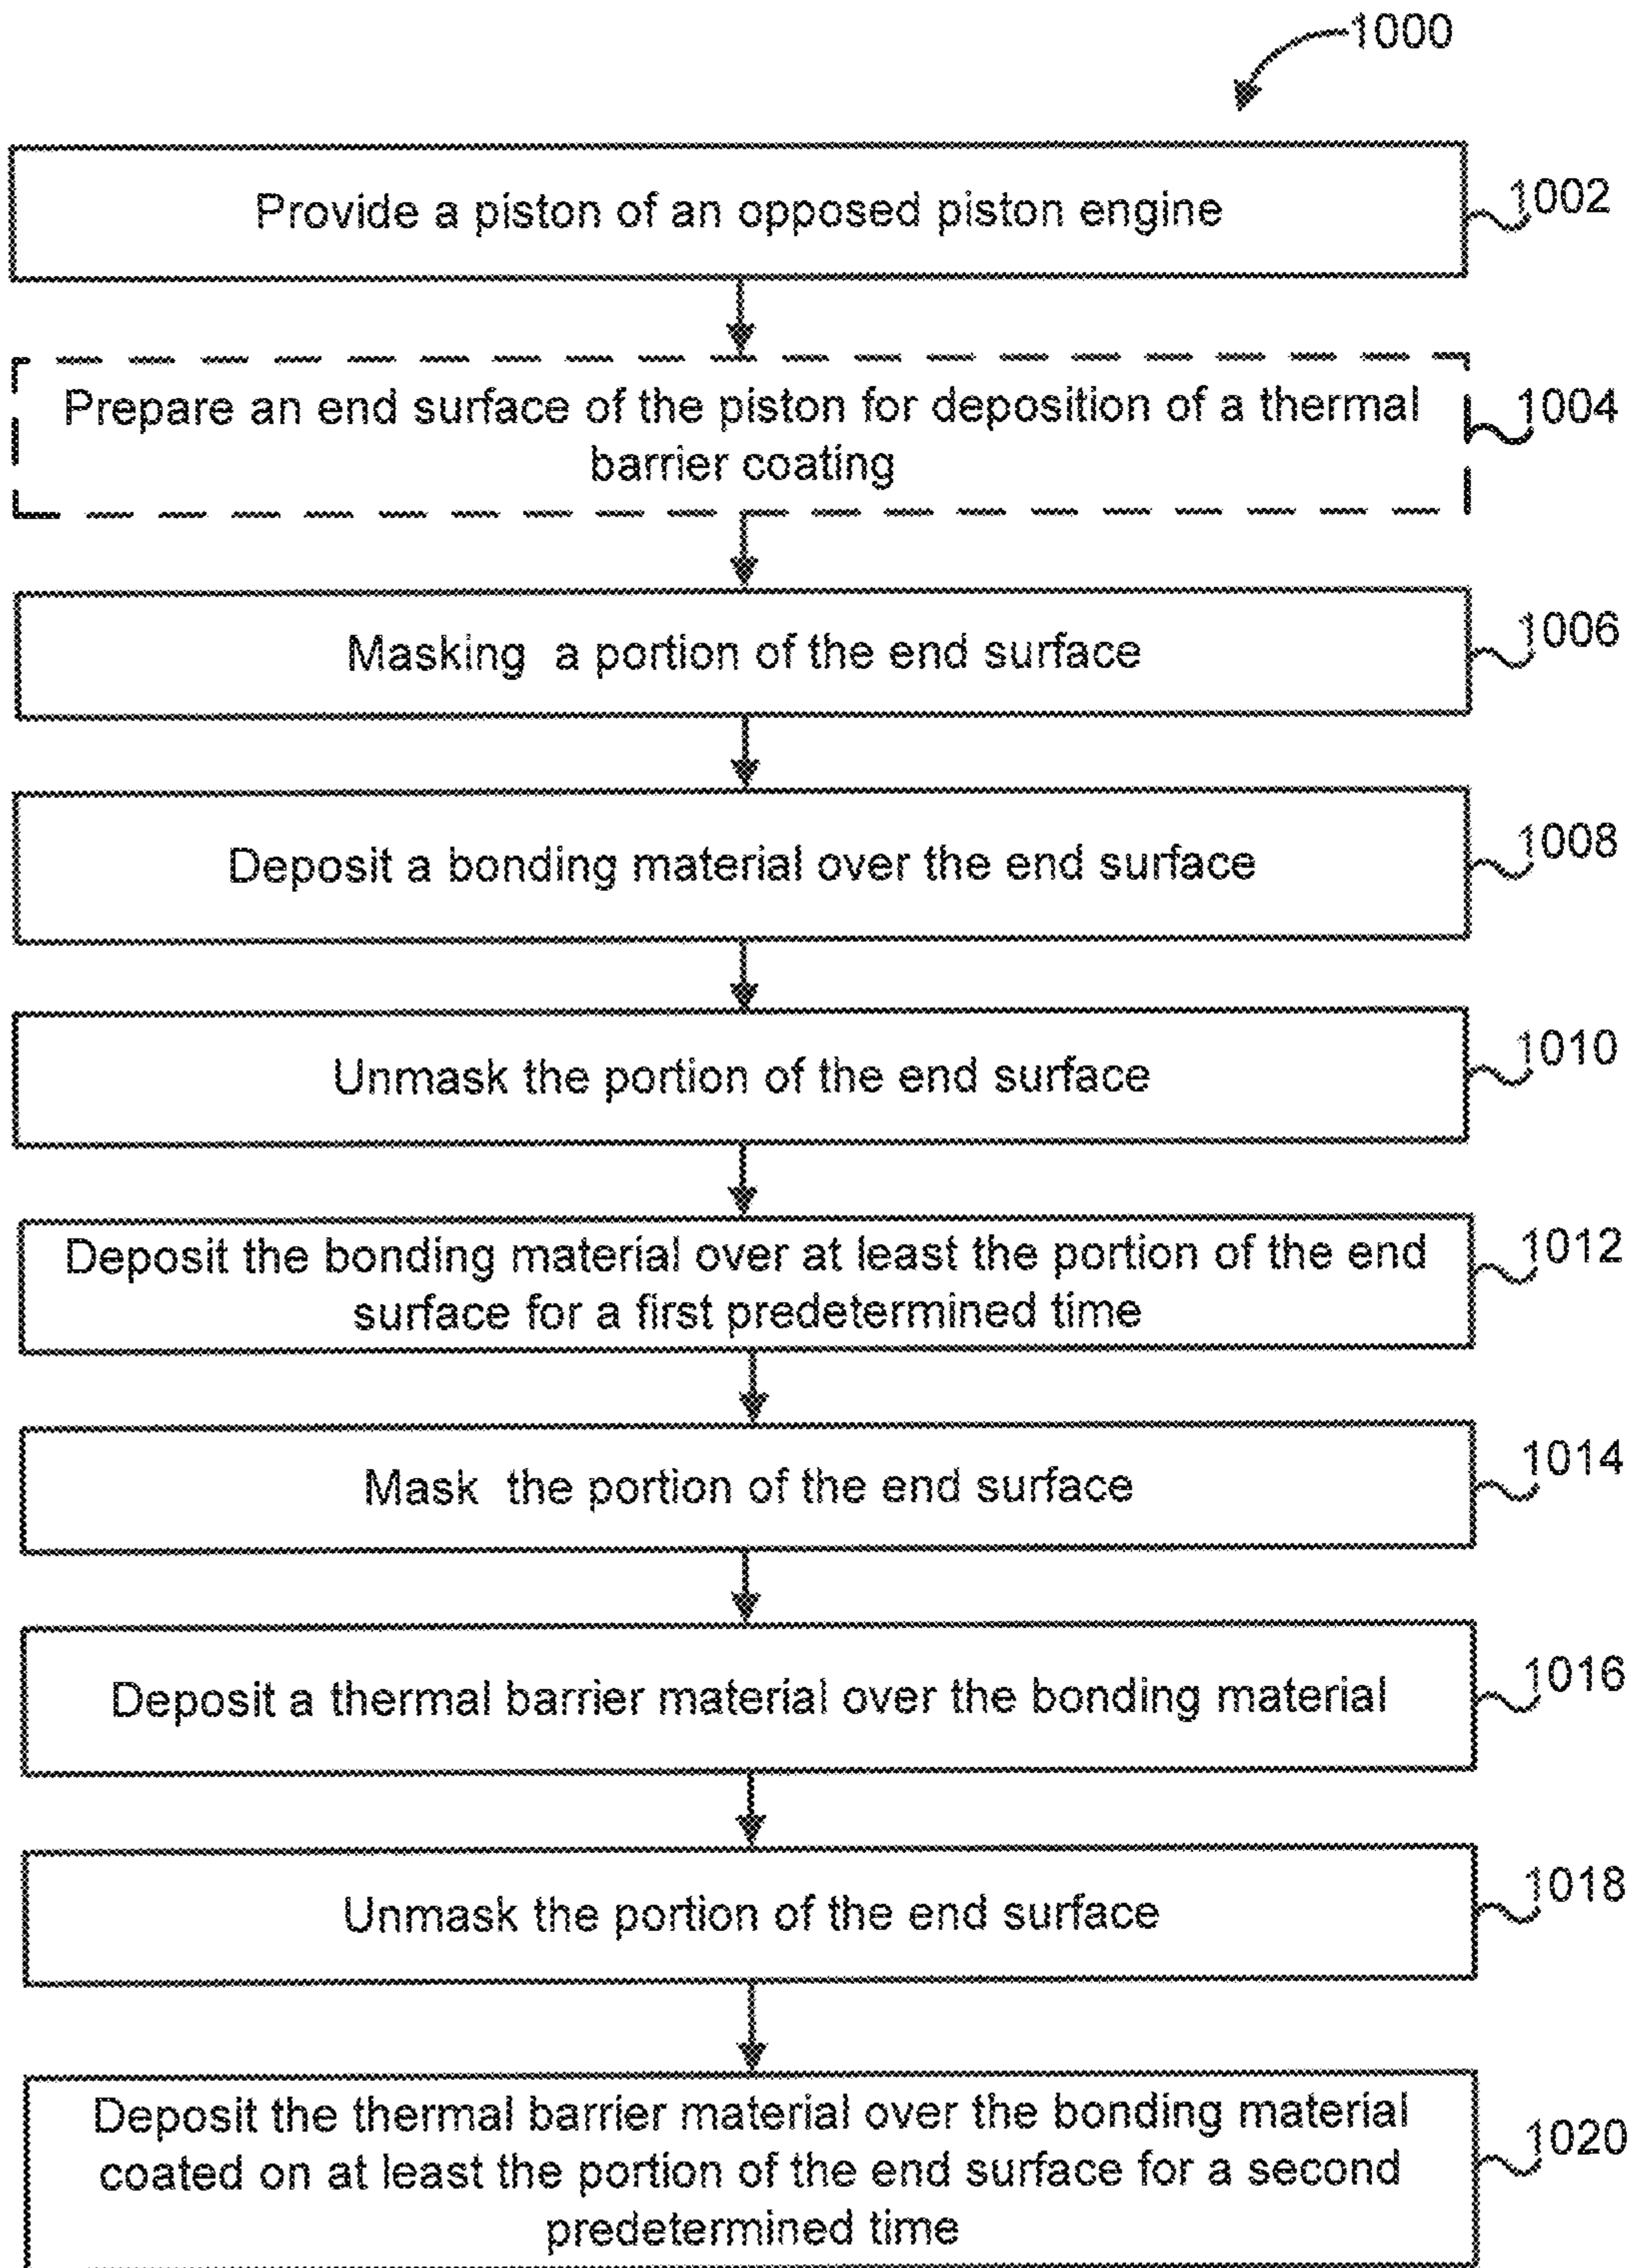 1000
Provide a piston of an opposed piston engine
1002
Prepare an end surface of the piston for deposition of a thermal
barrier coating
1004
Masking a portion of the end surface
1006
Deposit a bonding material over the end surface
1008
Unmask the portion of the end surface
1010
Deposit the bonding material over at least the portion of the end
surface for a first predetermined time
1012
Mask the portion of the end surface
1014
Deposit a thermal barrier material over the bonding material
1016
Unmask the portion of the end surface
1018
Deposit the thermal barrier material over the bonding material
coated on at least the portion of the end surface for a second
predetermined time
1020